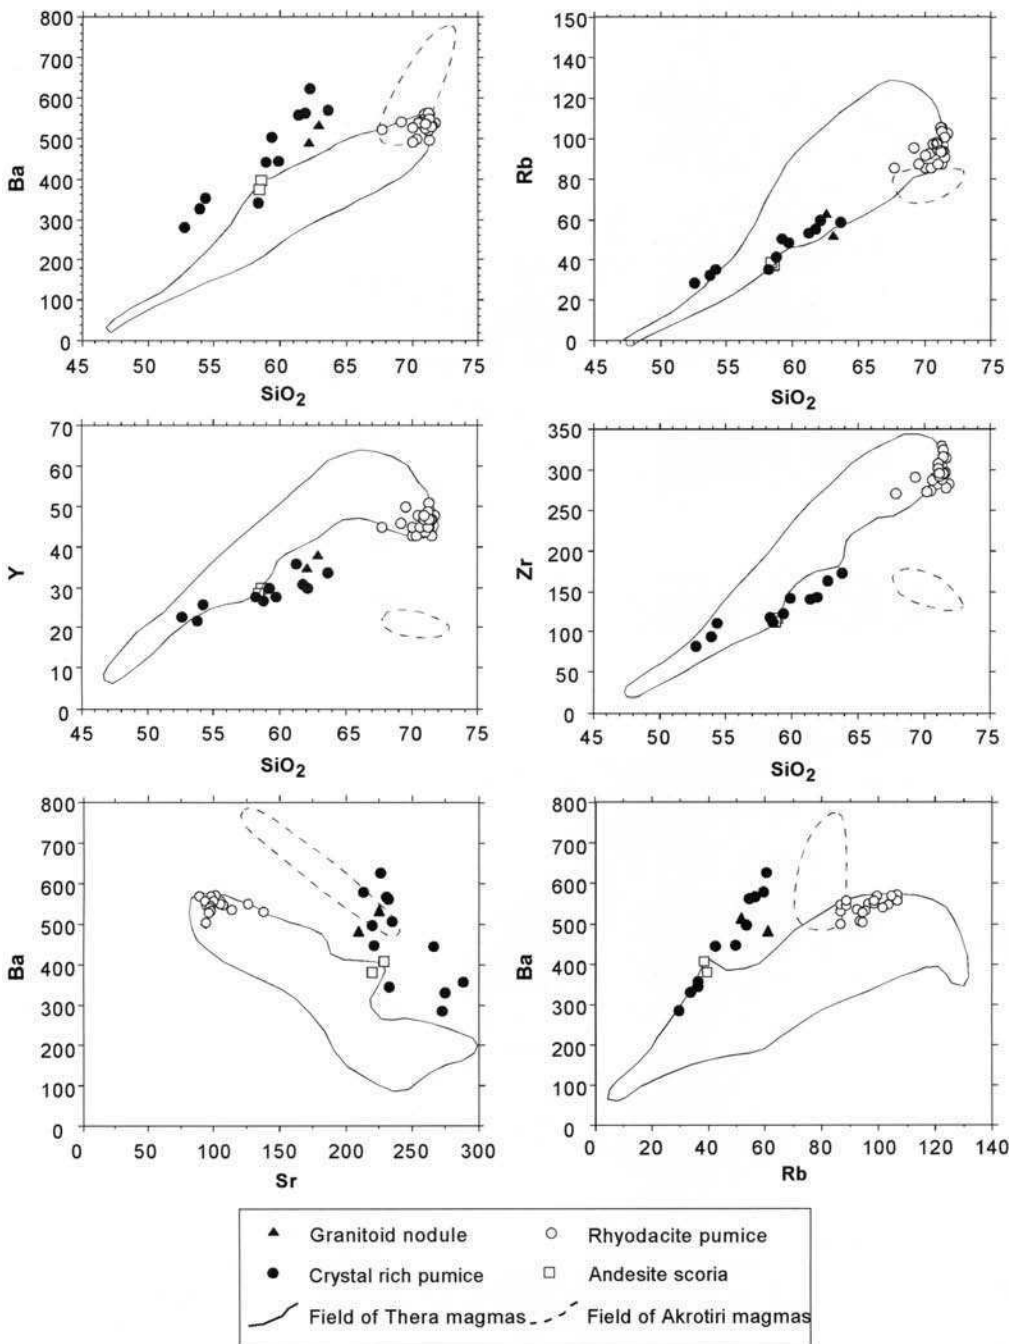 800
700
600
500
400
300
200
100
0
Ba
45 50 55 60 65 70 75
SiO2
150
120
100
80
60
40
20
0
Rb
45 50 55 60 65 70 75
SiO2
70
60
50
40
30
20
10
0
Y
45 50 55 60 65 70 75
SiO2
350
300
250
200
150
100
50
0
Zr
45 50 55 60 65 70 75
SiO2
800
700
600
500
400
300
200
100
0
Ba
0 50 100 150 200 250 300
Sr
800
700
600
500
400
300
200
100
0
Ba
0 20 40 60 80 100 120 140
Rb
Granitoid nodule
Rhyodacite pumice
Crystal rich pumice
Andesite scoria
Field of Thera magmas
Field of Akrotiri magmas